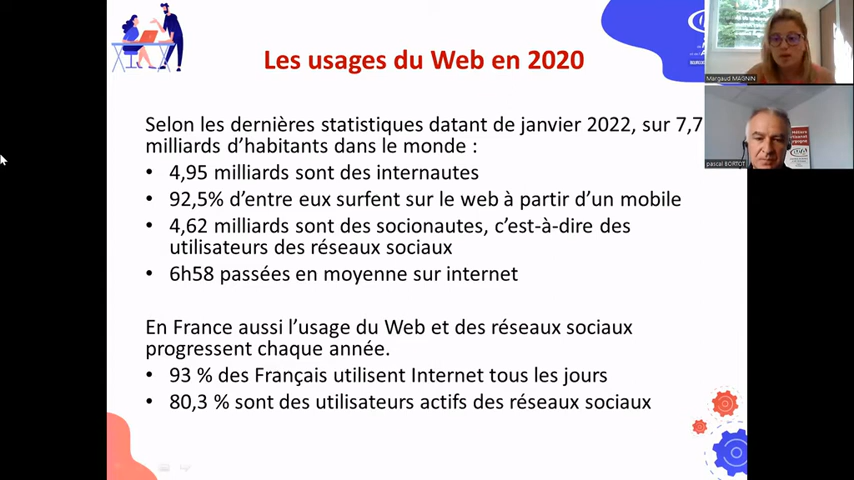 Les usages du Web en 2020
Margaud MAGNIN
pascal BORTOT
Selon les dernières statistiques datant de janvier 2022, sur 7,7
milliards d’habitants dans le monde :
• 4,95 milliards sont des internautes
• 92,5% d’entre eux surfent sur le web à partir d’un mobile
• 4,62 milliards sont des socionautes, c’est-à-dire des
utilisateurs des réseaux sociaux
• 6h58 passées en moyenne sur internet
En France aussi l’usage du Web et des réseaux sociaux
progressent chaque année.
• 93 % des Français utilisent Internet tous les jours
• 80,3 % sont des utilisateurs actifs des réseaux sociaux